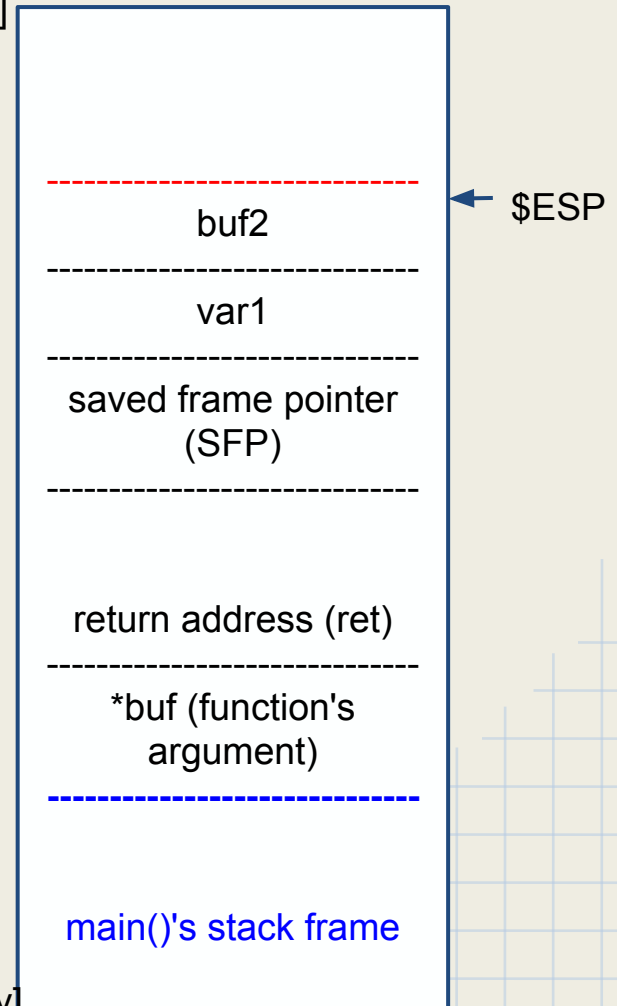 ]
$ESP
buf2
var1
saved frame pointer
(SFP)
return address (ret)
*buf (function's
argument)
main()'s stack frame
y]